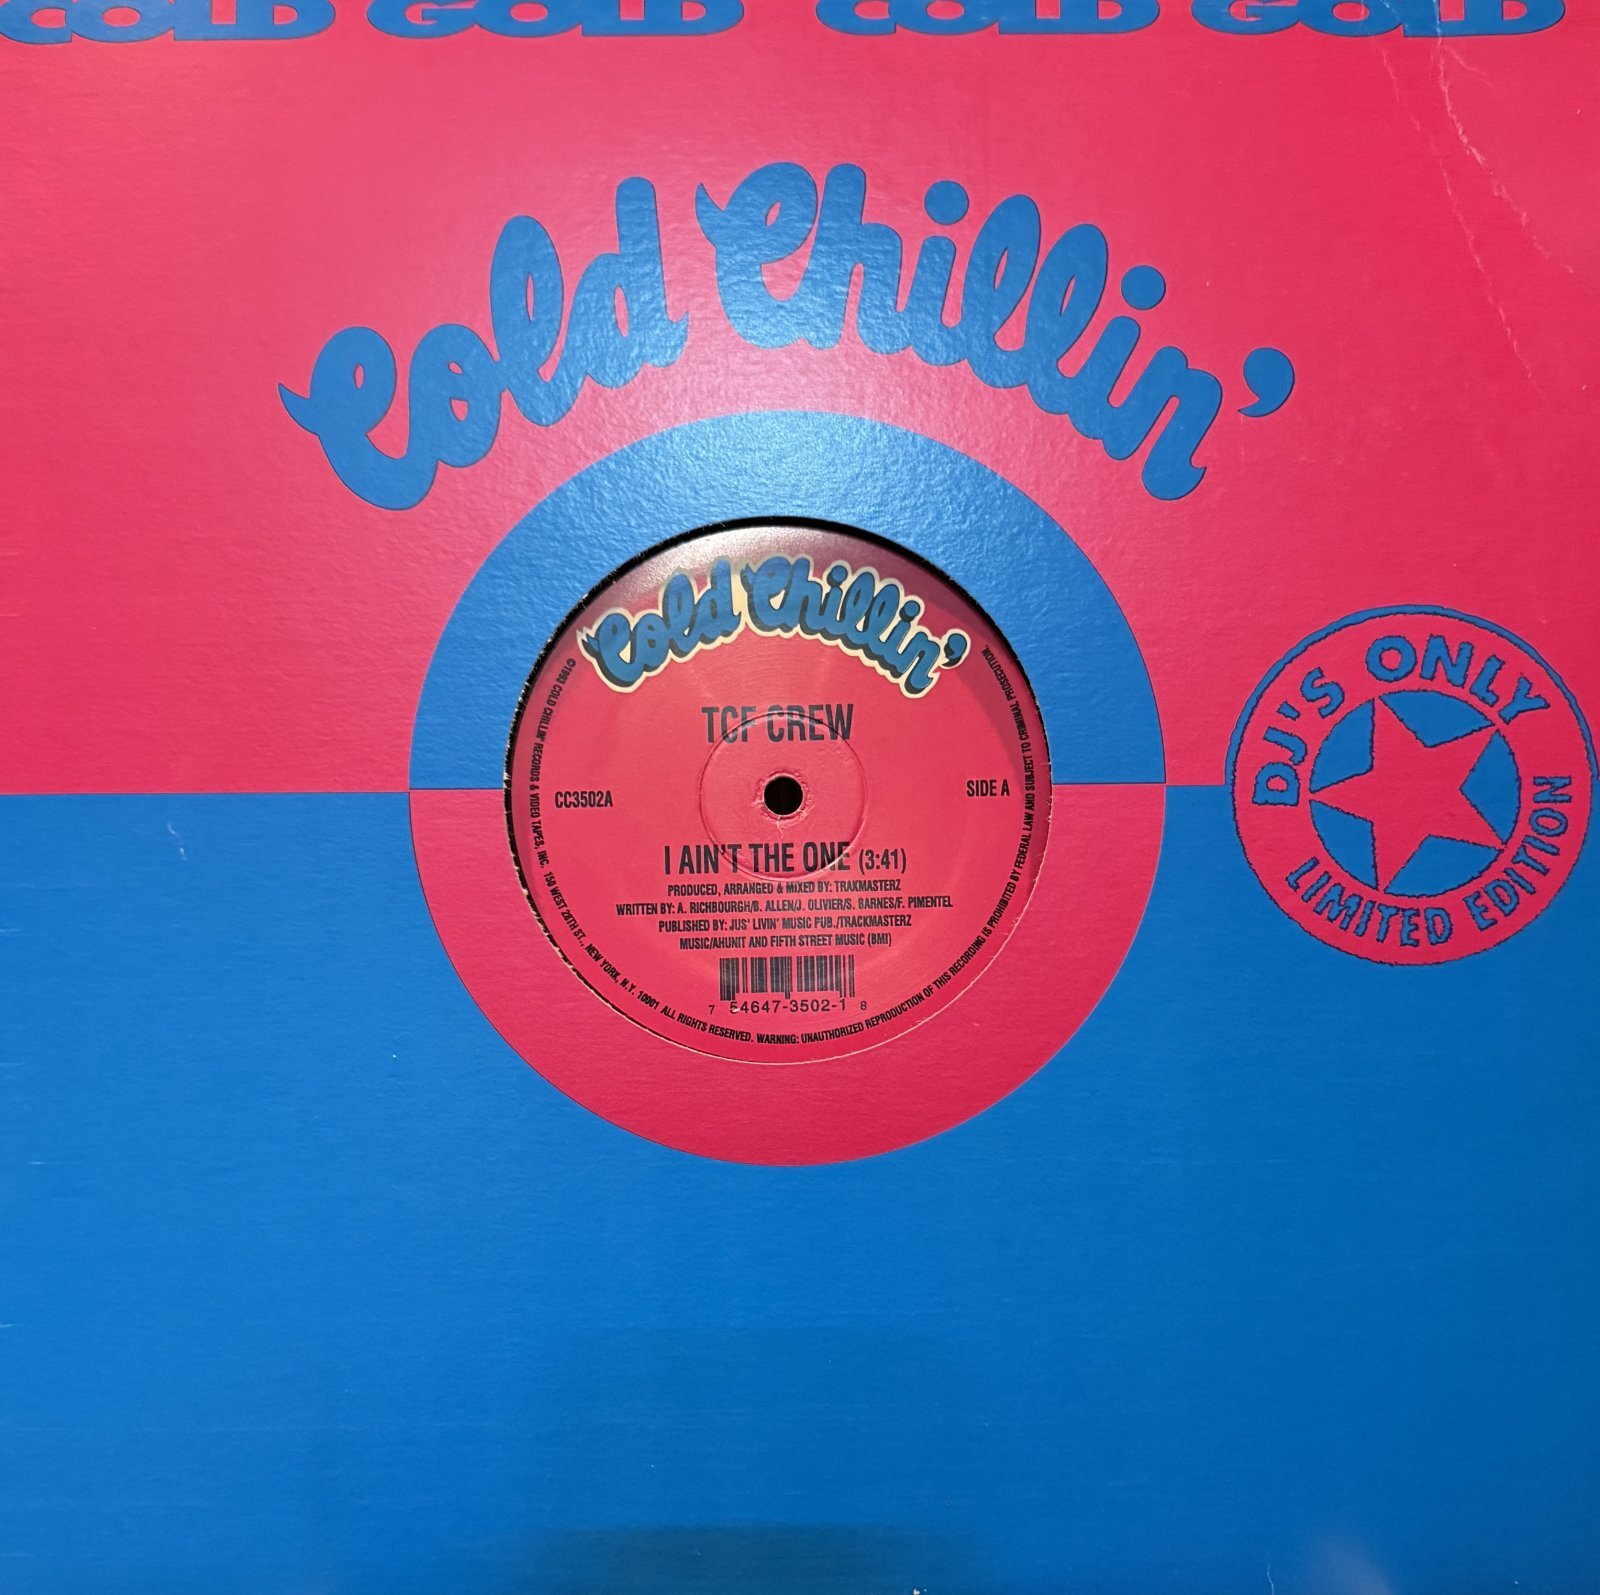 COLD GOLD COLD GOLD
Cold Chillin'
Cold Chillin'
TCF CREW
CC3502A
SIDE A
I AIN'T THE ONE (3:41)
PRODUCED, ARRANGED & MIXED BY: TRAKMASTERZ
WRITTEN BY: A. RICHBOURGH/B. ALLEN/J. OLIVIER/S. BARNES/F. PIMENTEL
PUBLISHED BY: JUS' LIVIN' MUSIC PUB./TRACKMASTERZ
MUSIC/AHUNIT AND FIFTH STREET MUSIC (BMI)
7 54647-3502-1 8
©1993 COLD CHILLIN' RECORDS & VIDEO TAPES, INC. 150 WEST 28TH ST., NEW YORK, N.Y. 10001 ALL RIGHTS RESERVED. WARNING: UNAUTHORIZED REPRODUCTION OF THIS RECORDING IS PROHIBITED BY FEDERAL LAW AND SUBJECT TO CRIMINAL PROSECUTION.
DJ'S ONLY
LIMITED EDITION